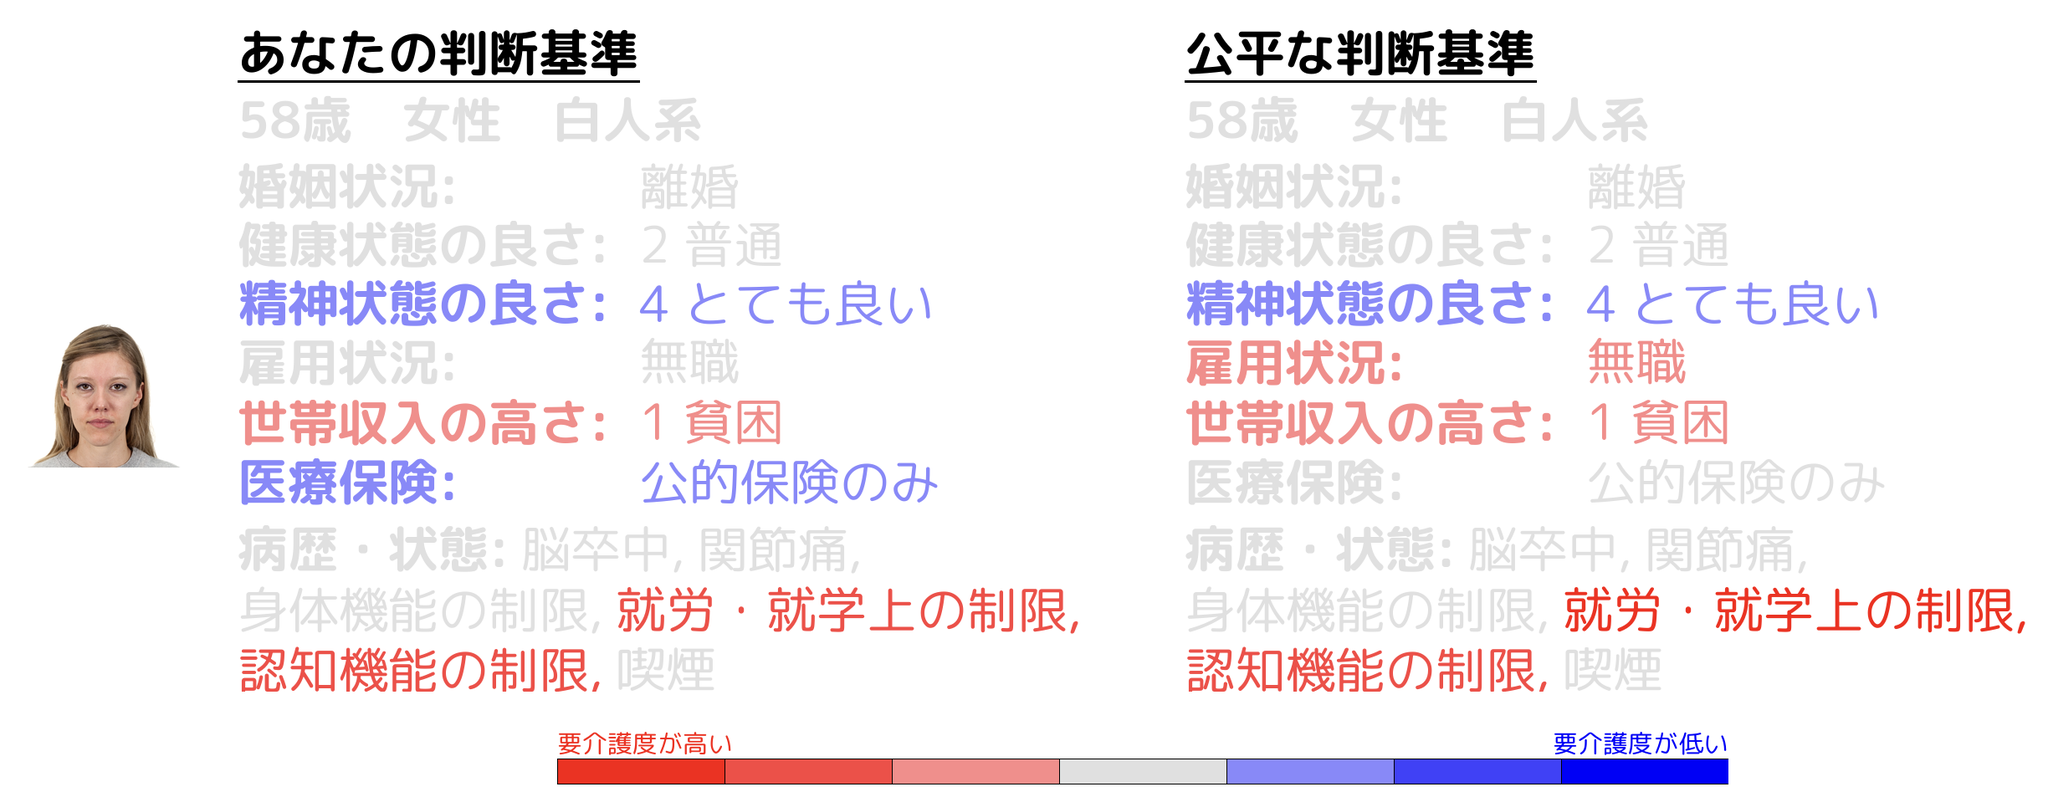 あなたの判断基準
58歳　女性　白人系
婚姻状況: 離婚
健康状態の良さ: 2 普通
精神状態の良さ: 4 とても良い
雇用状況: 無職
世帯収入の高さ: 1 貧困
医療保険: 公的保険のみ
病歴・状態: 脳卒中, 関節痛,
身体機能の制限, 就労・就学上の制限,
認知機能の制限, 喫煙
公平な判断基準
58歳　女性　白人系
婚姻状況: 離婚
健康状態の良さ: 2 普通
精神状態の良さ: 4 とても良い
雇用状況: 無職
世帯収入の高さ: 1 貧困
医療保険: 公的保険のみ
病歴・状態: 脳卒中, 関節痛,
身体機能の制限, 就労・就学上の制限,
認知機能の制限, 喫煙
要介護度が高い
要介護度が低い